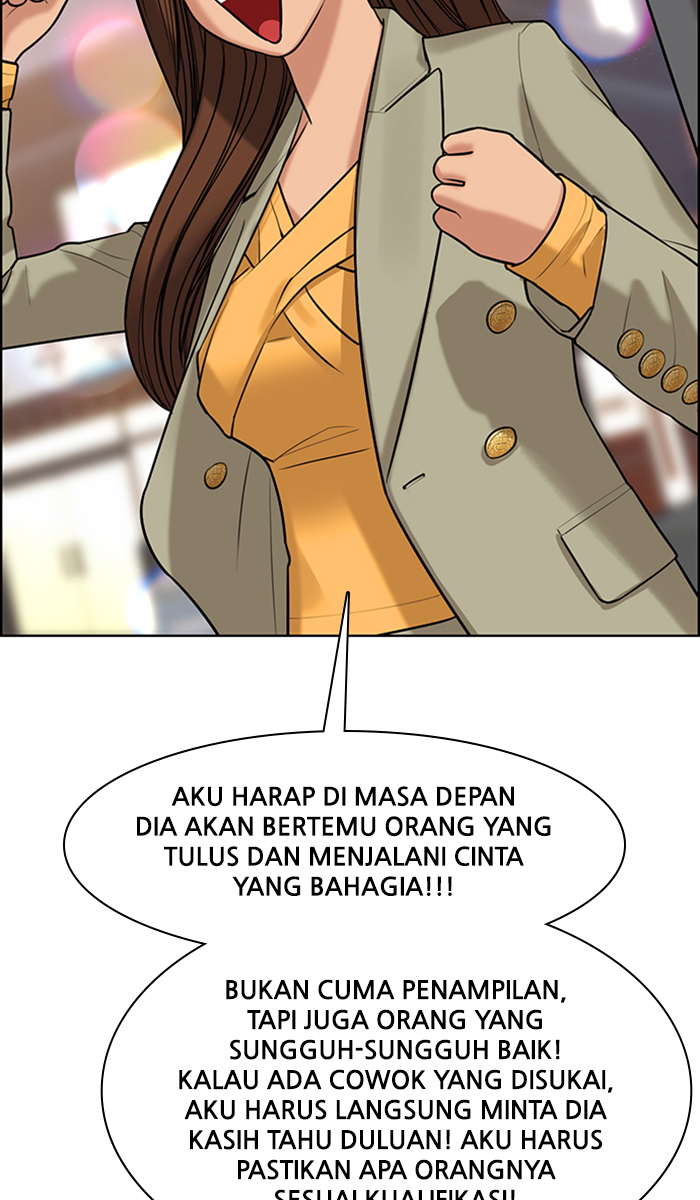 AKU HARAP DI MASA DEPAN
DIA AKAN BERTEMU ORANG YANG
TULUS DAN MENJALANI CINTA
YANG BAHAGIA!!!
BUKAN CUMA PENAMPILAN,
TAPI JUGA ORANG YANG
SUNGGUH-SUNGGUH BAIK!
KALAU ADA COWOK YANG DISUKAI,
AKU HARUS LANGSUNG MINTA DIA
KASIH TAHU DULUAN! AKU HARUS
PASTIKAN APA ORANGNYA
SESUAI KUALIFIKASI!!